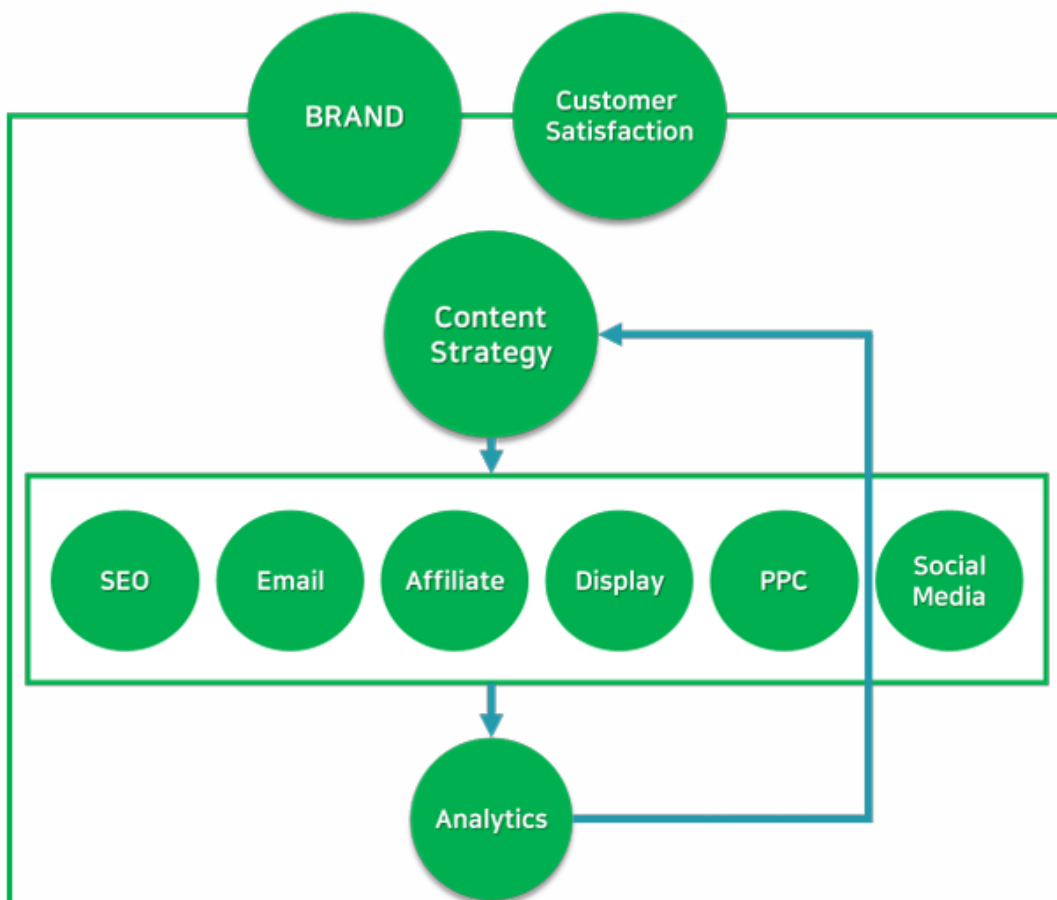 BRAND
Customer
Satisfaction
Content
Strategy
SEO
Email
Affiliate
Display
PPC
Social
Media
Analytics